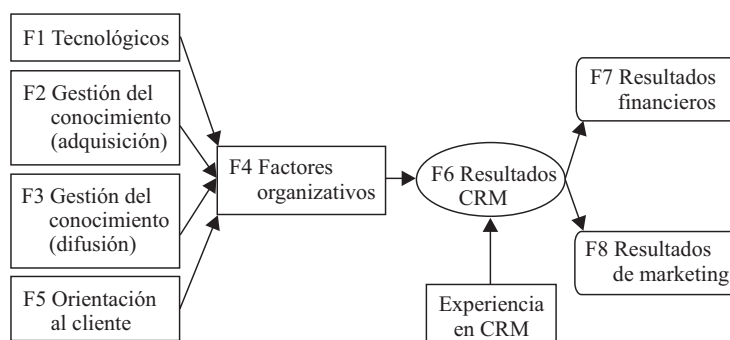 F1 Tecnológicos
F2 Gestión del
conocimiento
(adquisición)
F3 Gestión del
conocimiento
(difusión)
F5 Orientación
al cliente
F4 Factores
organizativos
F6 Resultados
CRM
Experiencia
en CRM
F7 Resultados
financieros
F8 Resultados
de marketing